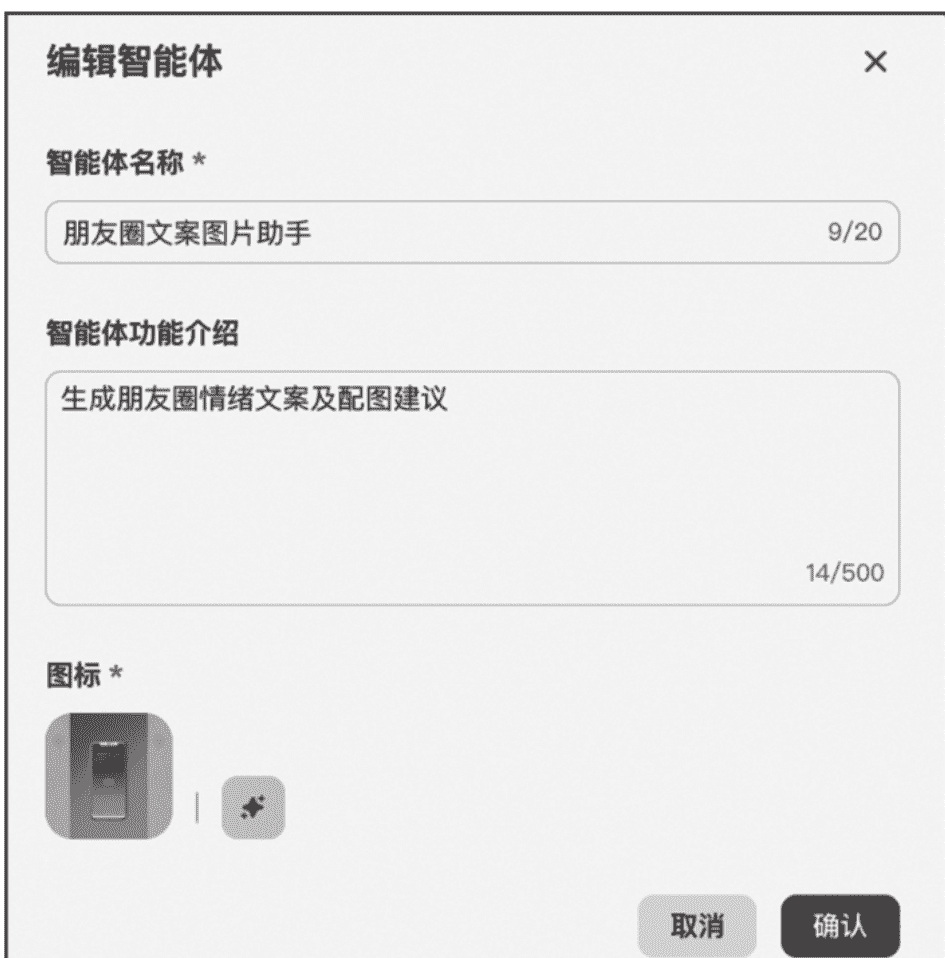 编辑智能体
智能体名称 *
朋友圈文案图片助手 9/20
智能体功能介绍
生成朋友圈情绪文案及配图建议
14/500
图标 *
取消 确认